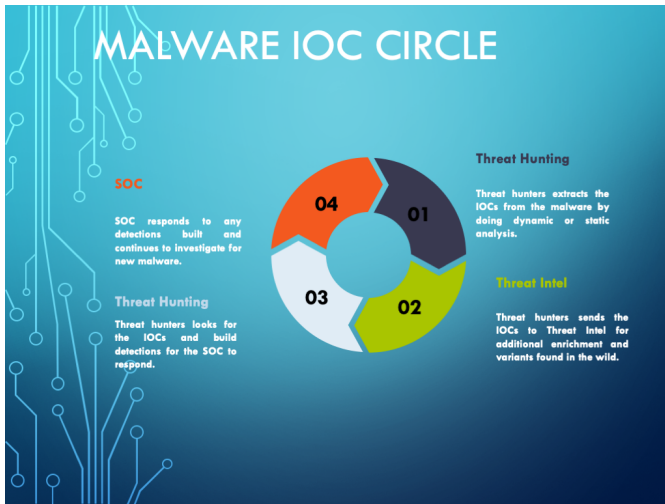 MALWARE IOC CIRCLE
Threat Hunting
Threat hunters extracts the
IOCs from the malware by
doing dynamic or static
analysis.
SOC
SOC responds to any
detections built and
continues to investigate for
new malware.
04
01
03
02
Threat Intel
Threat hunters sends the
IOCs to Threat Intel for
additional enrichment and
variants found in the wild.
Threat Hunting
Threat hunters looks for
the IOCs and build
detections for the SOC to
respond.